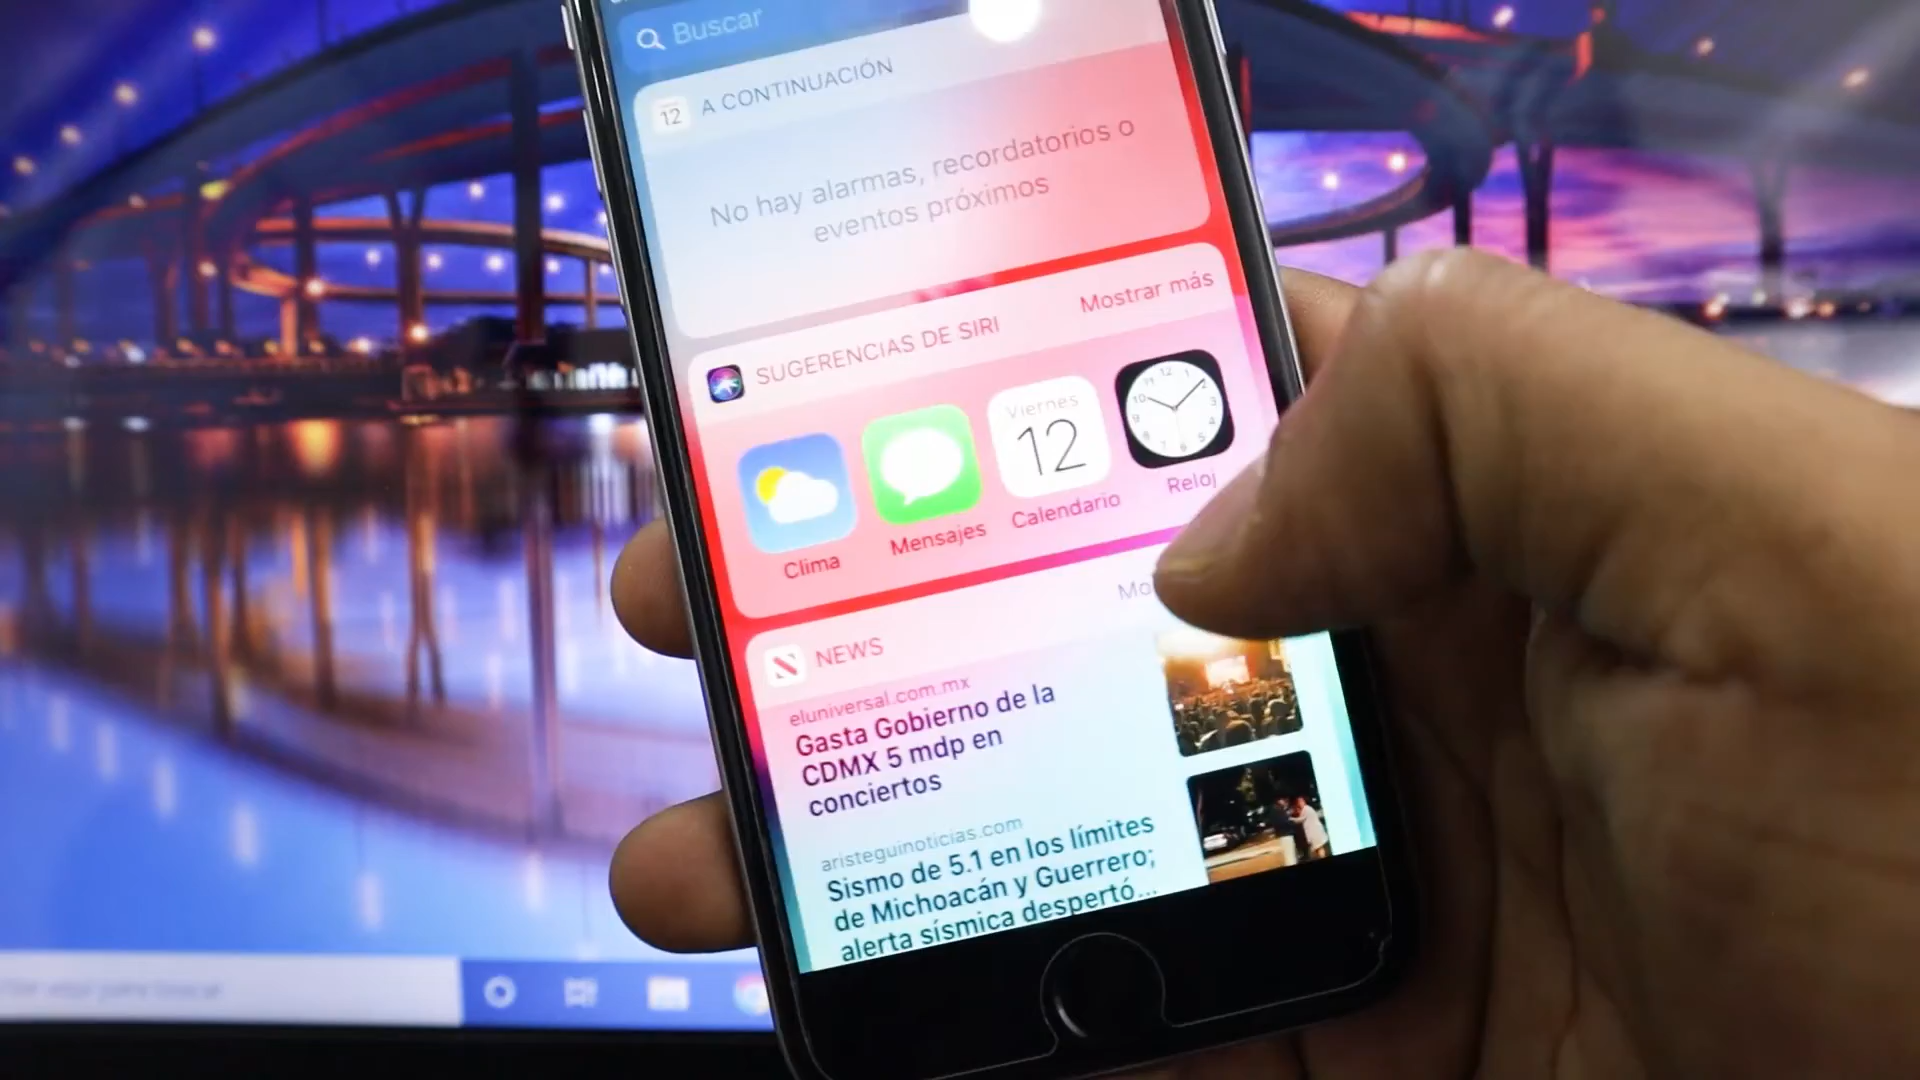 Buscar
12 A CONTINUACIÓN
No hay alarmas, recordatorios o
eventos próximos
SUGERENCIAS DE SIRI Mostrar más
Viernes
12
Clima Mensajes Calendario Reloj
NEWS Mo
eluniversal.com.mx
Gasta Gobierno de la
CDMX 5 mdp en
conciertos
aristeguinoticias.com
Sismo de 5.1 en los límites
de Michoacán y Guerrero;
alerta sísmica despertó...